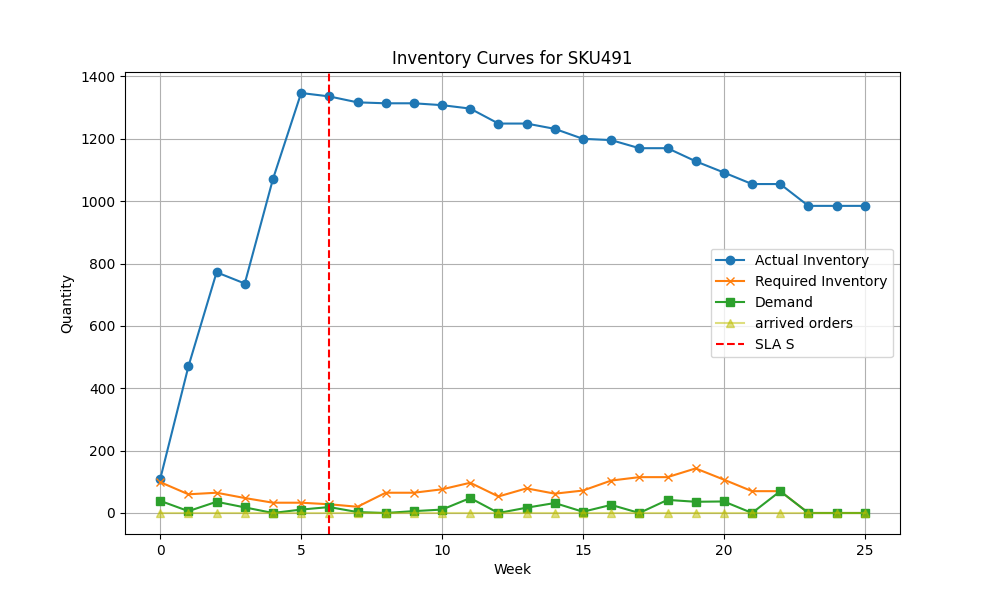 Inventory Curves for SKU491
Quantity
1400
1200
1000
800
600
400
200
0
Actual Inventory
Required Inventory
Demand
arrived orders
SLA S
0 5 10 15 20 25
Week